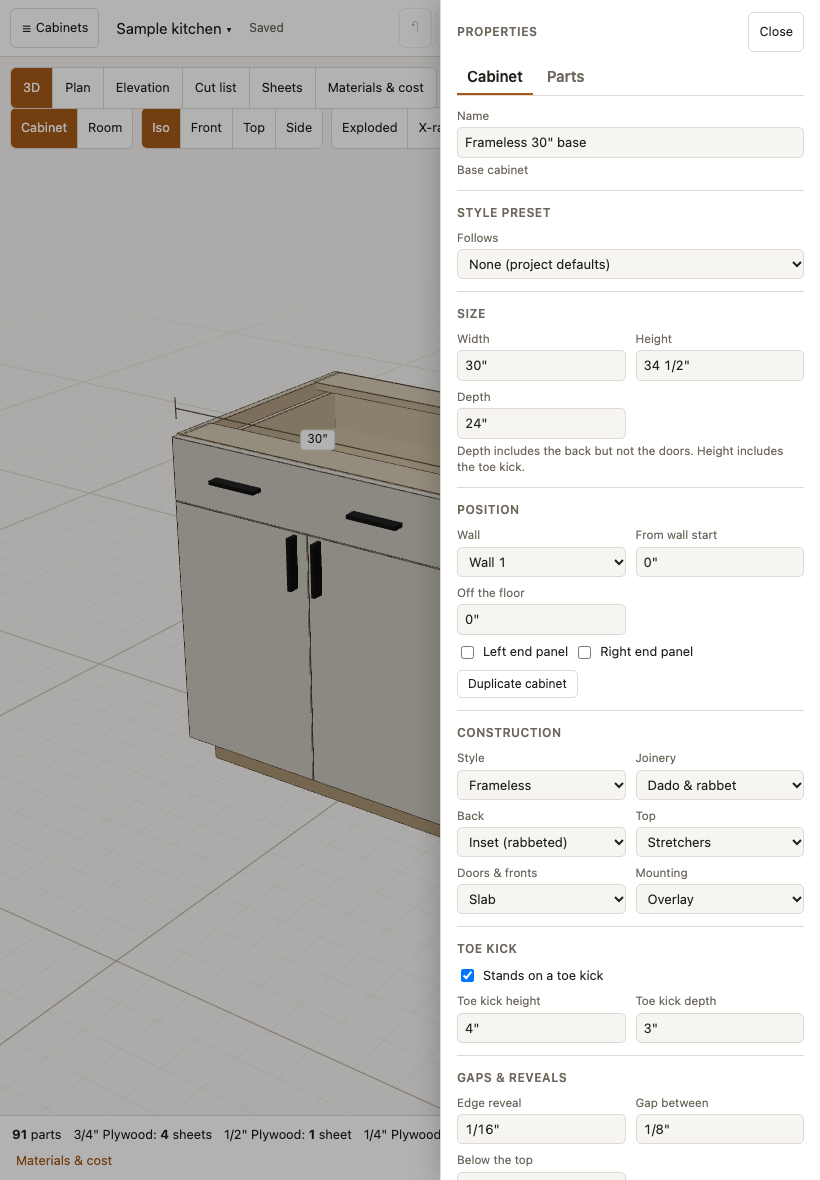 ≡ Cabinets
Sample kitchen ▾
Saved
3D
Plan
Elevation
Cut list
Sheets
Materials & cost
Cabinet
Room
Iso
Front
Top
Side
Exploded
30"
91 parts 3/4" Plywood: 4 sheets 1/2" Plywood: 1 sheet 1/4" Plywood
Materials & cost
PROPERTIES
Close
Cabinet
Parts
Name
Frameless 30" base
Base cabinet
STYLE PRESET
Follows
None (project defaults)
SIZE
Width
Height
30"
34 1/2"
Depth
24"
Depth includes the back but not the doors. Height includes
the toe kick.
POSITION
Wall
From wall start
Wall 1
0"
Off the floor
0"
Left end panel
Right end panel
Duplicate cabinet
CONSTRUCTION
Style
Joinery
Frameless
Dado & rabbet
Back
Top
Inset (rabbeted)
Stretchers
Doors & fronts
Mounting
Slab
Overlay
TOE KICK
Stands on a toe kick
Toe kick height
Toe kick depth
4"
3"
GAPS & REVEALS
Edge reveal
Gap between
1/16"
1/8"
Below the top